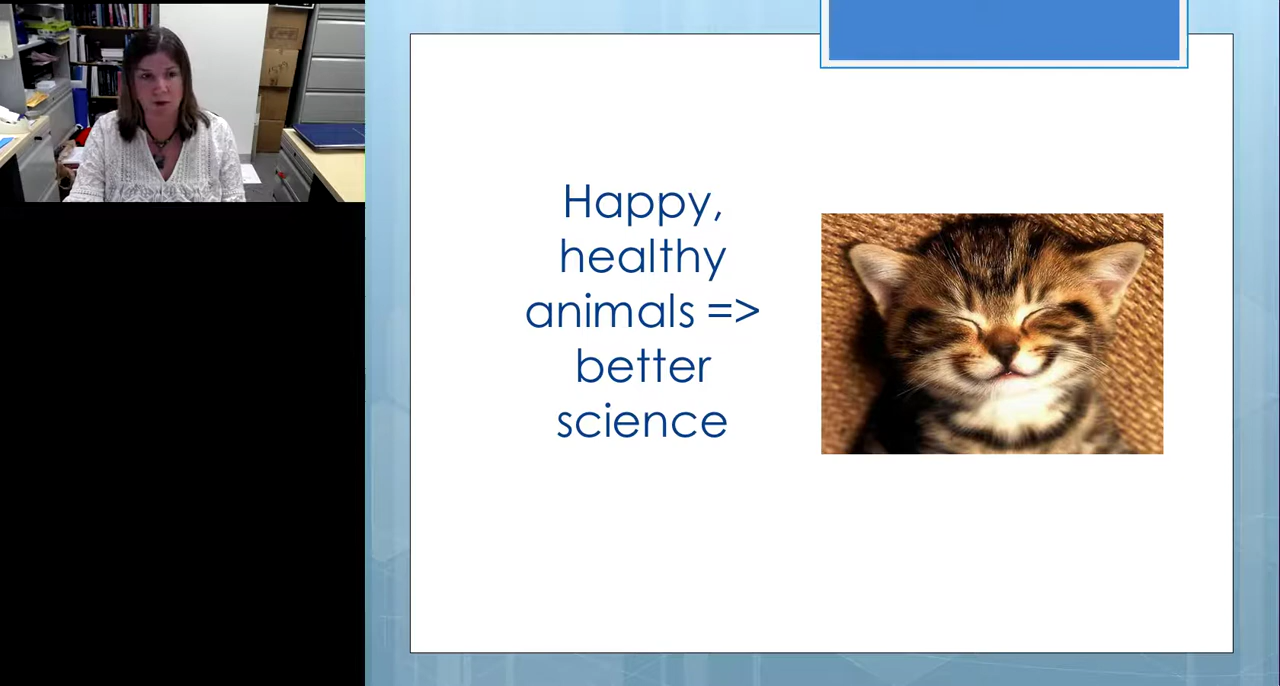 Happy,
healthy
animals =>
better
science